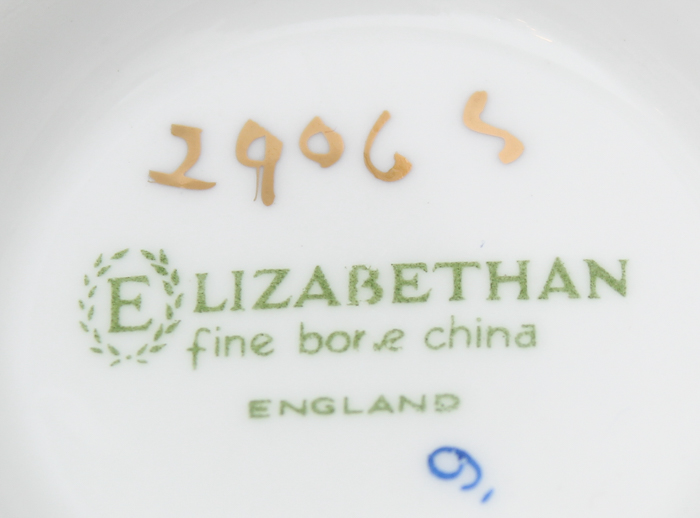 2906 S
ELIZABETHAN
fine bone china
ENGLAND
9,